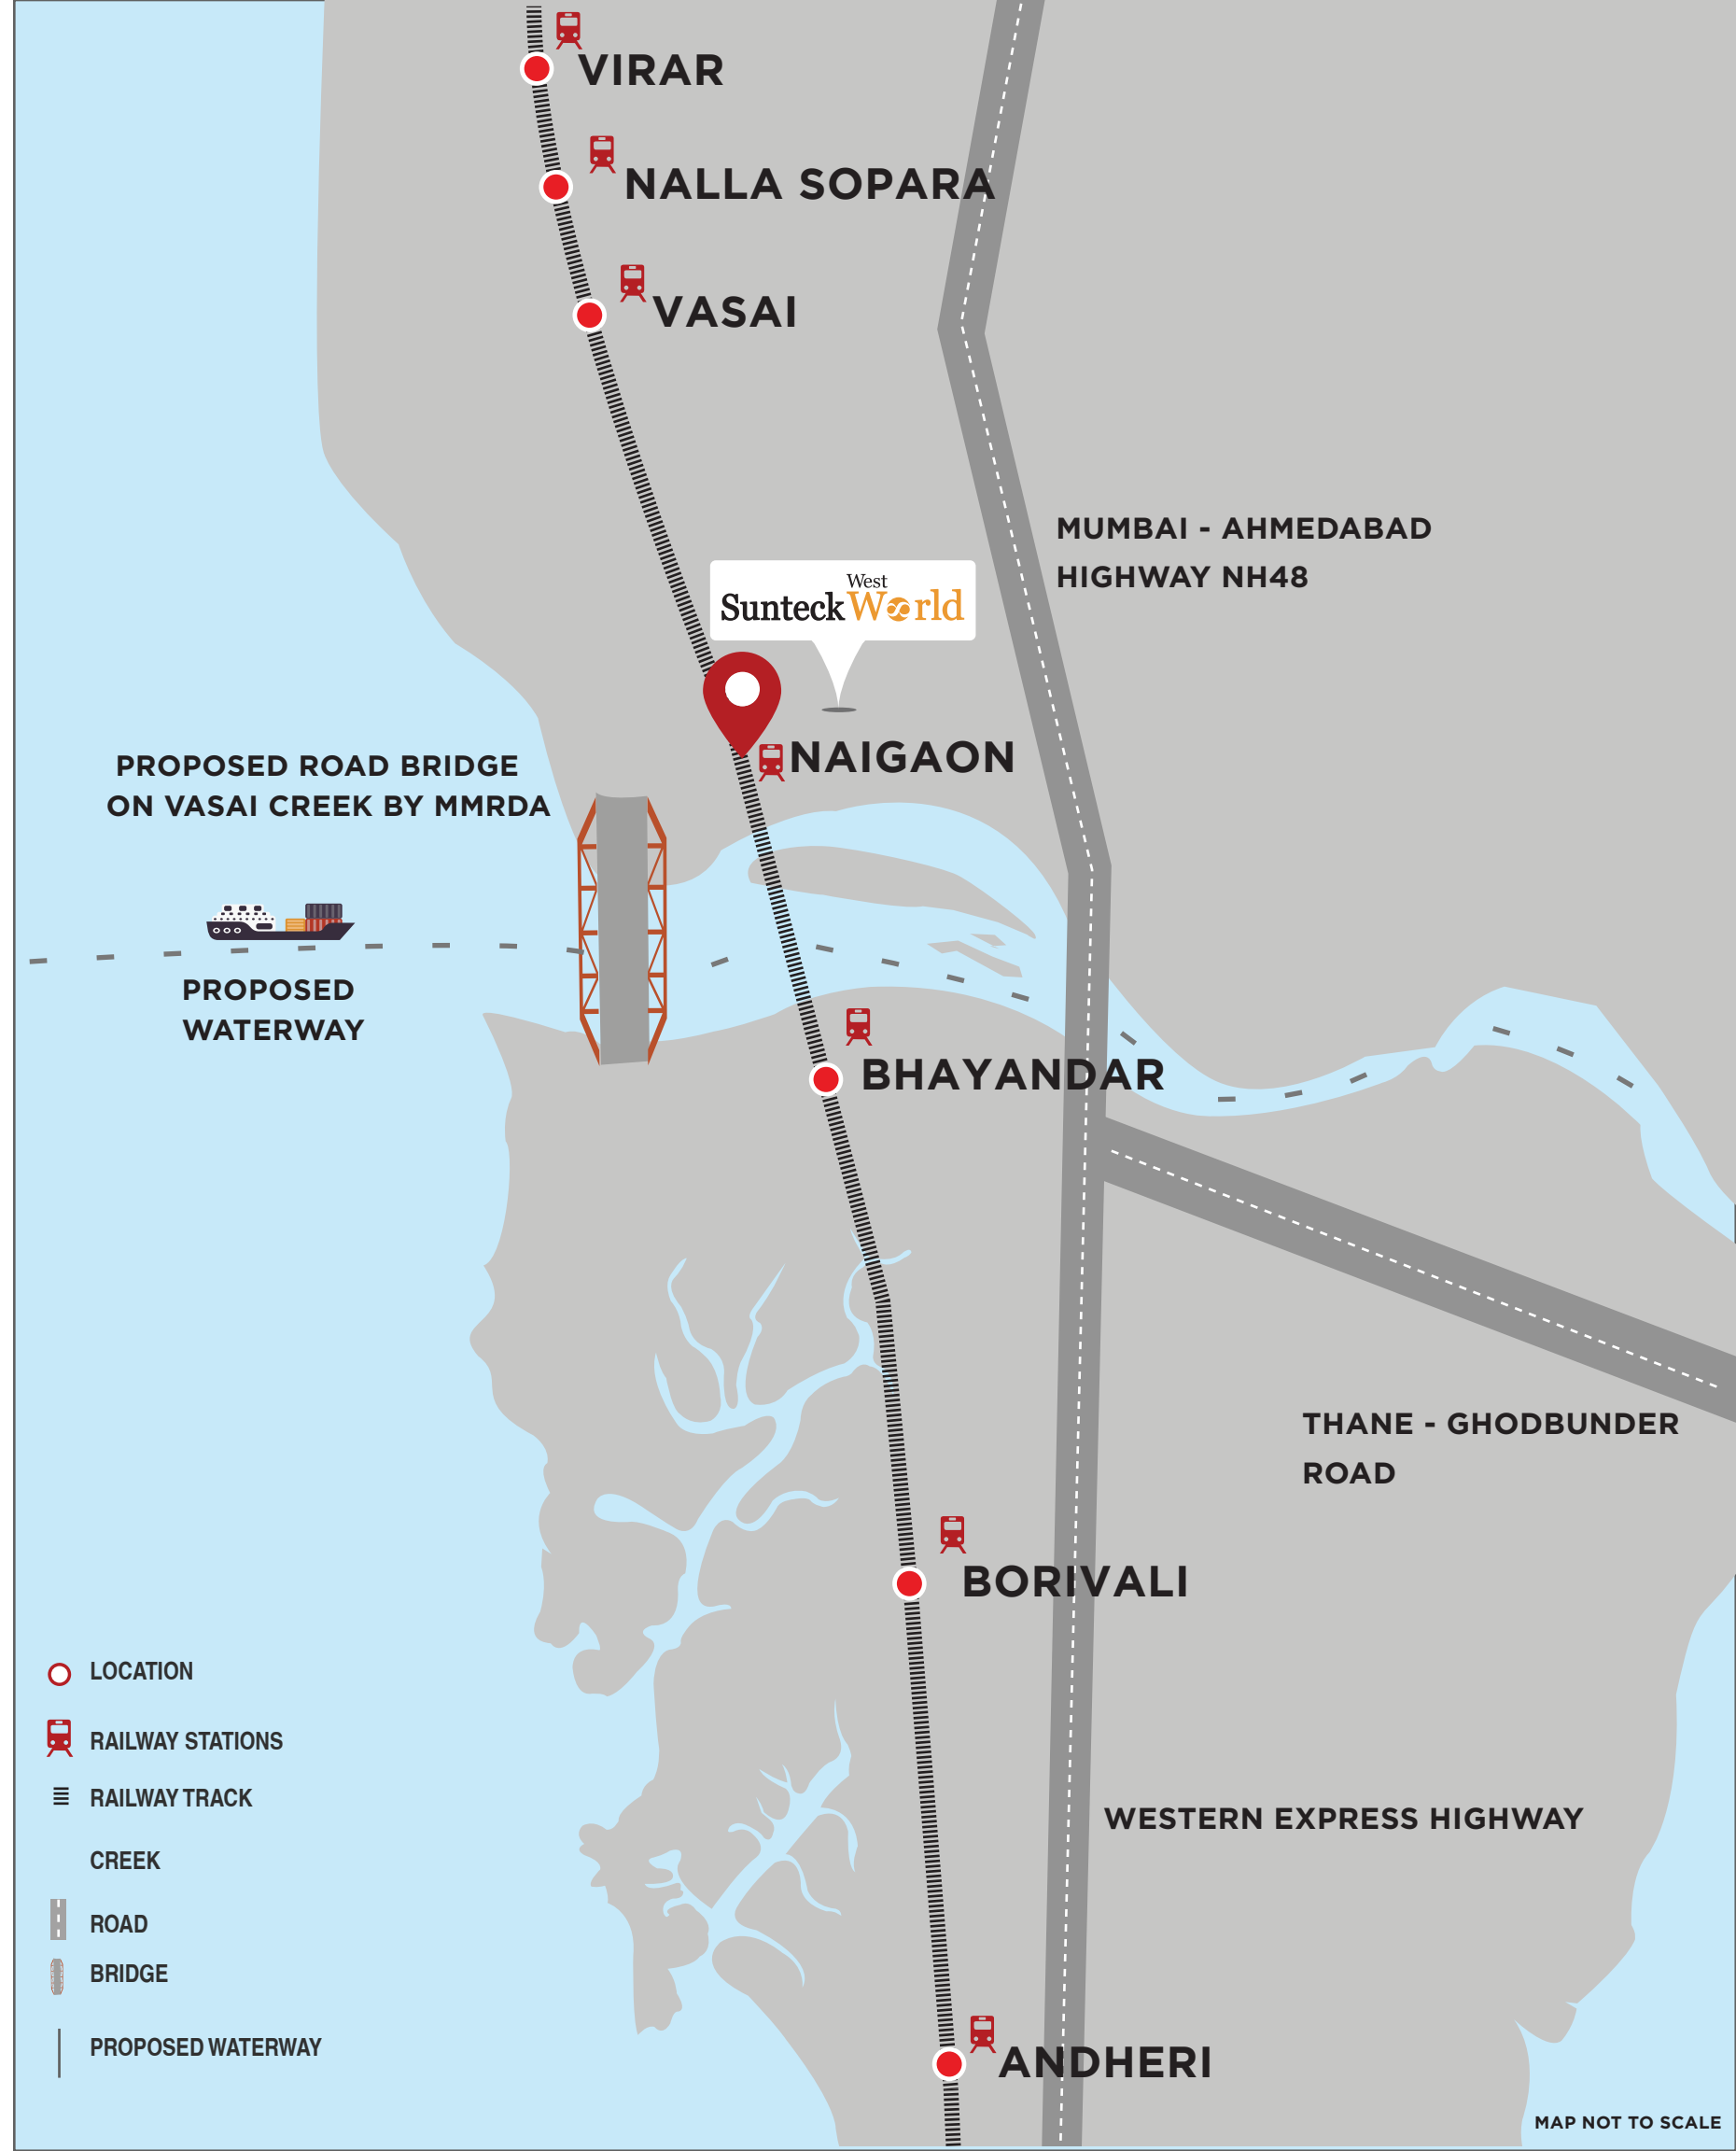 VIRAR
NALLA SOPARA
VASAI
MUMBAI - AHMEDABAD
HIGHWAY NH48
West
Sunteck World
NAIGAON
PROPOSED ROAD BRIDGE
ON VASAI CREEK BY MMRDA
PROPOSED
WATERWAY
BHAYANDAR
THANE - GHODBUNDER
ROAD
BORIVALI
WESTERN EXPRESS HIGHWAY
ANDHERI
LOCATION
RAILWAY STATIONS
RAILWAY TRACK
CREEK
ROAD
BRIDGE
PROPOSED WATERWAY
MAP NOT TO SCALE